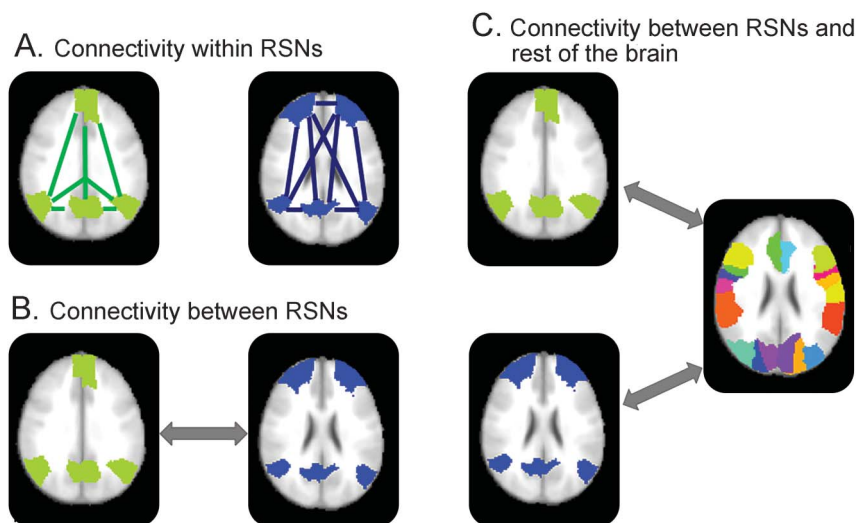 A. Connectivity within RSNs
B. Connectivity between RSNs
C. Connectivity between RSNs and
rest of the brain